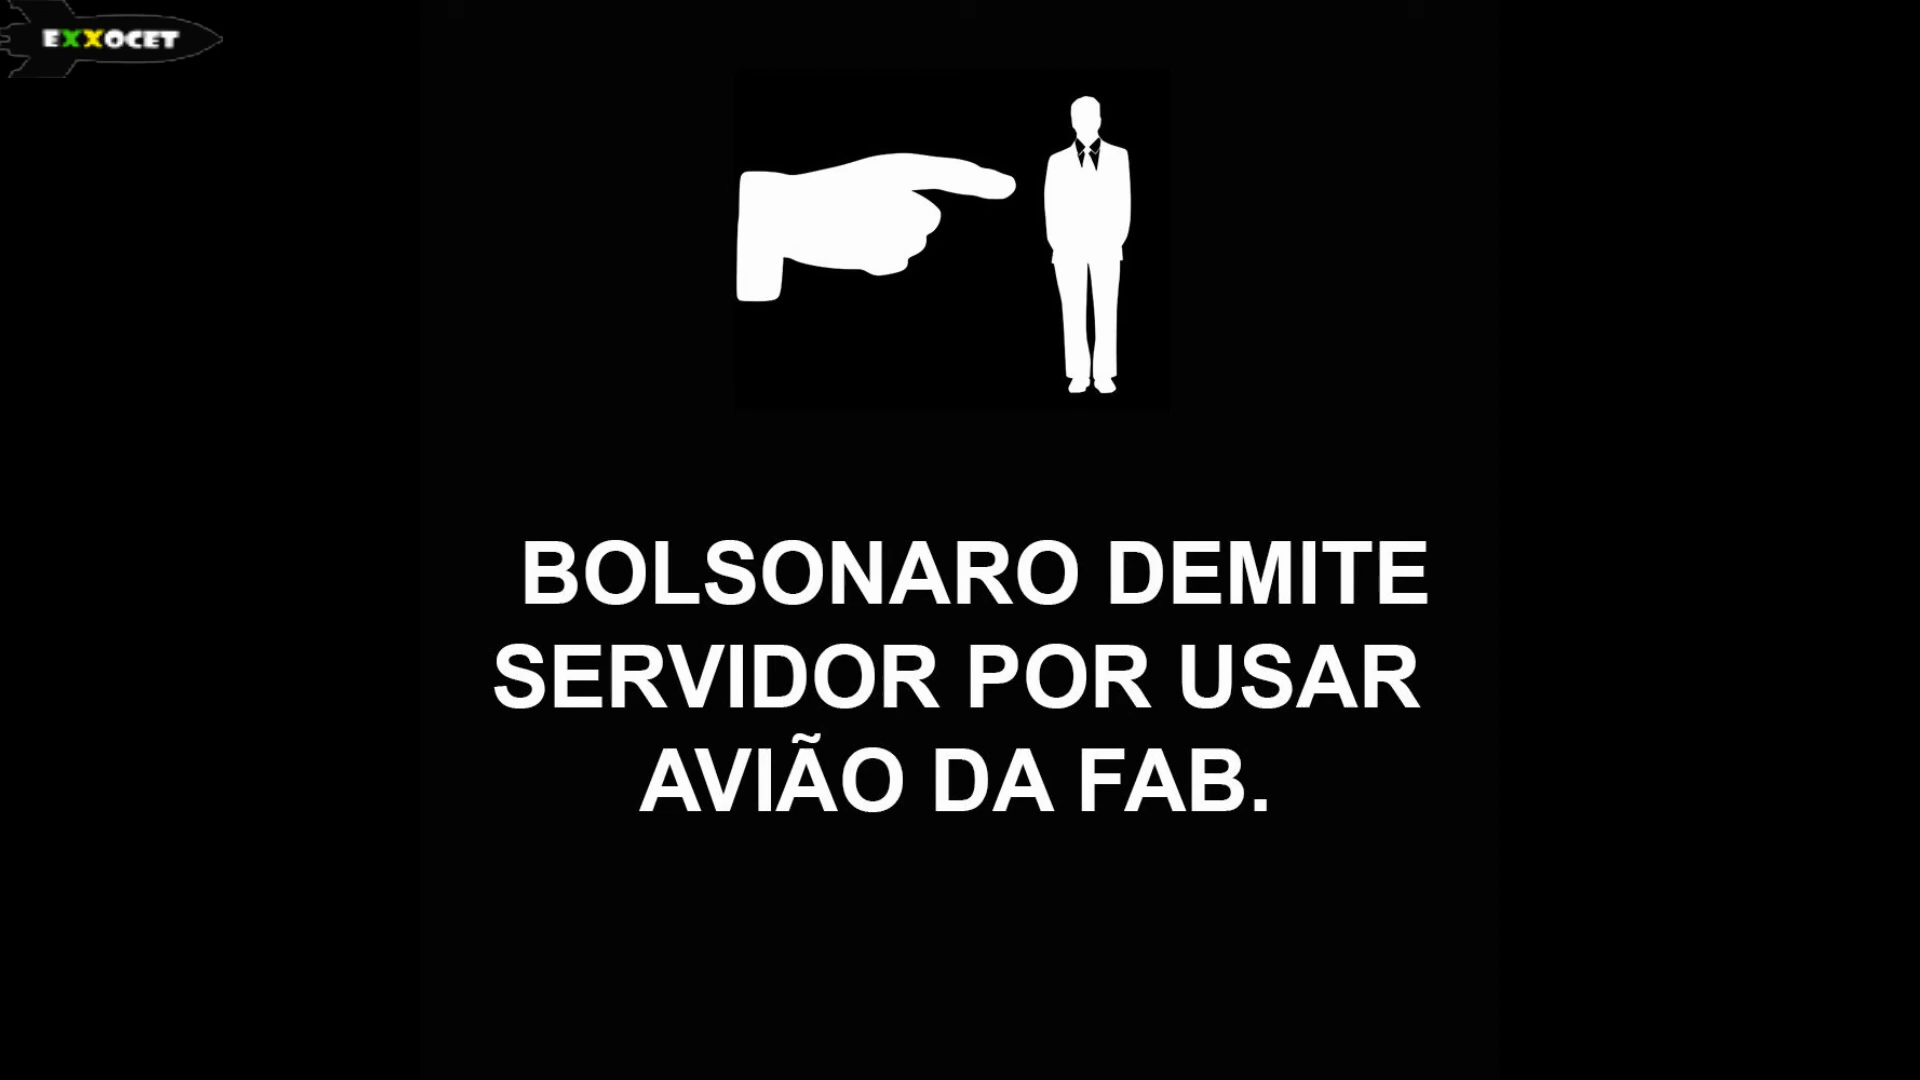 EXXOCET
BOLSONARO DEMITE
SERVIDOR POR USAR
AVIÃO DA FAB.